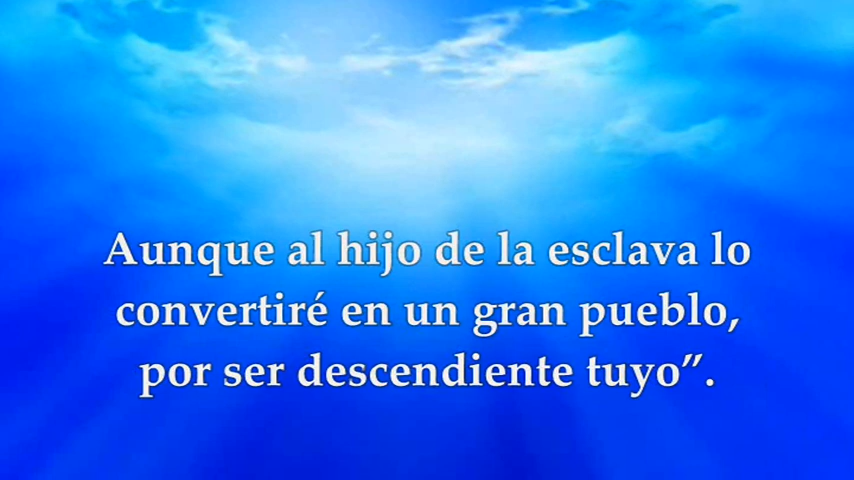 Aunque al hijo de la esclava lo
convertiré en un gran pueblo,
por ser descendiente tuyo”.